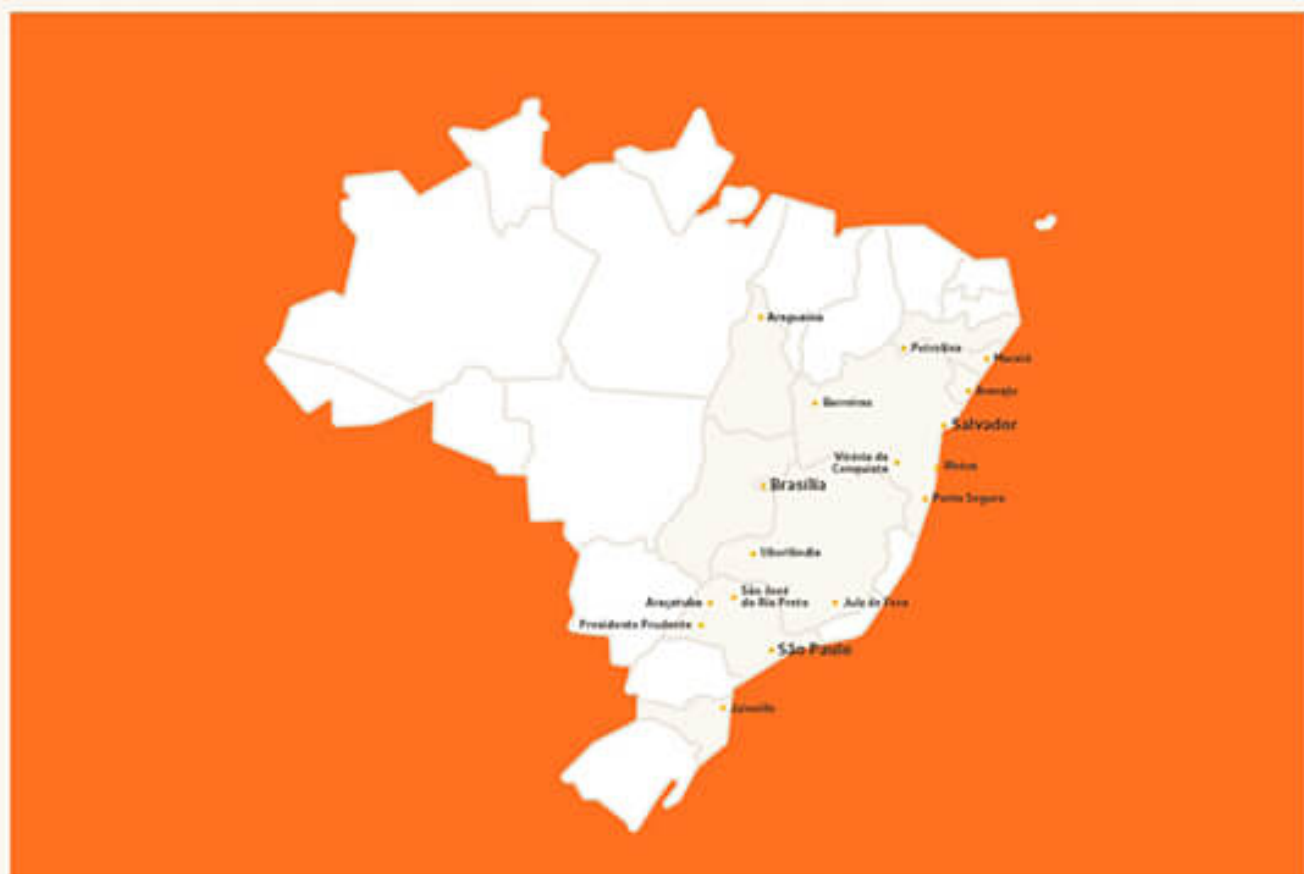 Araguaína
Petrolina
Maceió
Aracaju
Barreiras
Salvador
Vitória da
Conquista
Ilhéus
Brasília
Porto Seguro
Uberlândia
São José
do Rio Preto
Araçatuba
Juiz de Fora
Presidente Prudente
São Paulo
Joinville